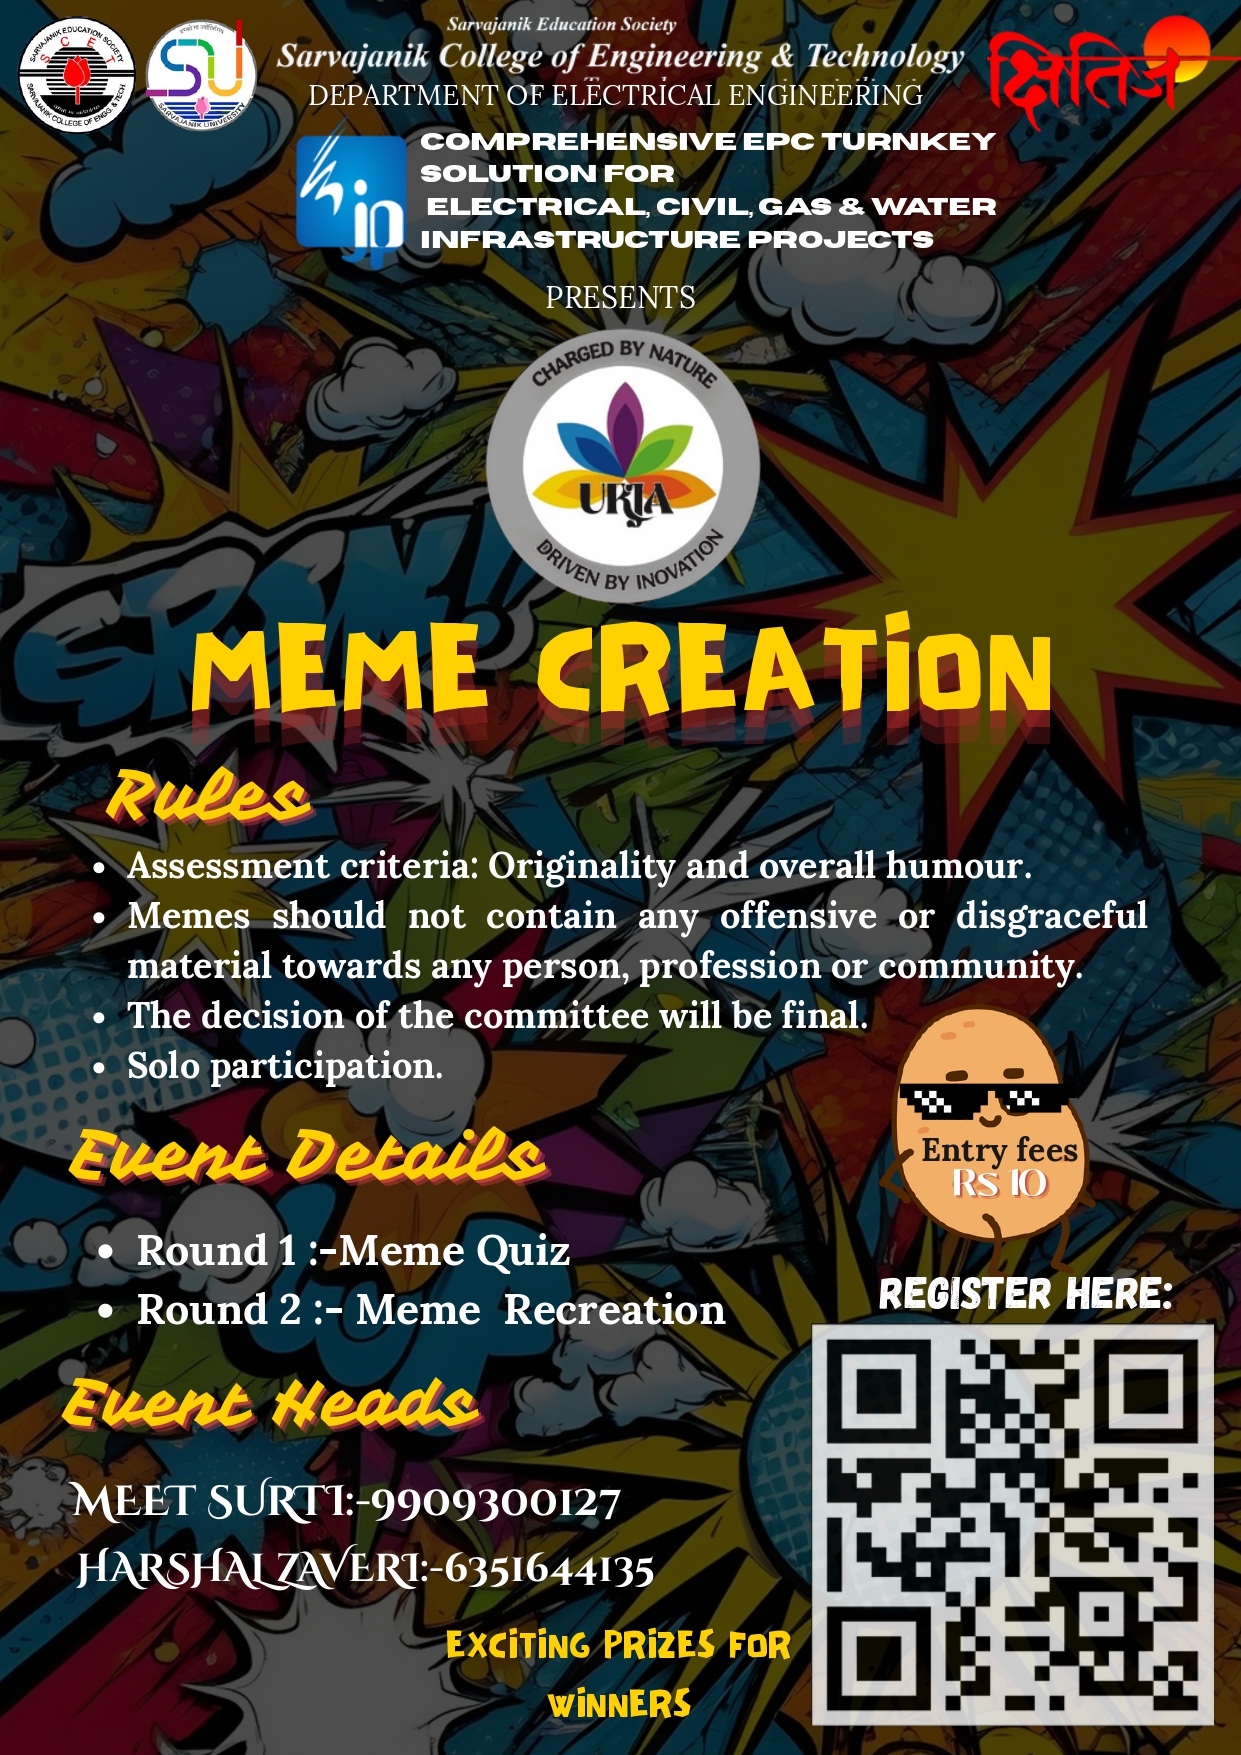 Sarvajanik Education Society
Sarvajanik College of Engineering & Technology
DEPARTMENT OF ELECTRICAL ENGINEERING
SARVAJANIK EDUCATION SOCIETY
SCET
SARVAJANIK COLLEGE OF ENGG. & TECH.
SU
SARVAJANIK UNIVERSITY
क्षितिज
COMPREHENSIVE EPC TURNKEY
SOLUTION FOR
ELECTRICAL, CIVIL, GAS & WATER
INFRASTRUCTURE PROJECTS
PRESENTS
CHARGED BY NATURE
URJA
DRIVEN BY INOVATION
MEME CREATION
Rules
• Assessment criteria: Originality and overall humour.
• Memes should not contain any offensive or disgraceful
material towards any person, profession or community.
• The decision of the committee will be final.
• Solo participation.
Event Details
Entry fees
Rs 10
• Round 1 :-Meme Quiz
• Round 2 :- Meme Recreation
REGISTER HERE:
Event Heads
MEET SURTI:-9909300127
HARSHAL ZAVERI:-6351644135
EXCITING PRIZES FOR
WINNERS